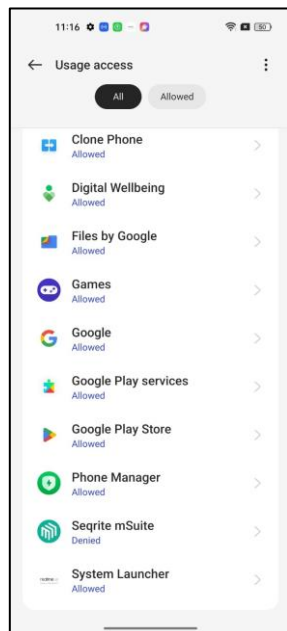 11:16
50
Usage access
All
Allowed
Clone Phone
Allowed
Digital Wellbeing
Allowed
Files by Google
Allowed
Games
Allowed
Google
Allowed
Google Play services
Allowed
Google Play Store
Allowed
Phone Manager
Allowed
Seqrite mSuite
Denied
System Launcher
Allowed